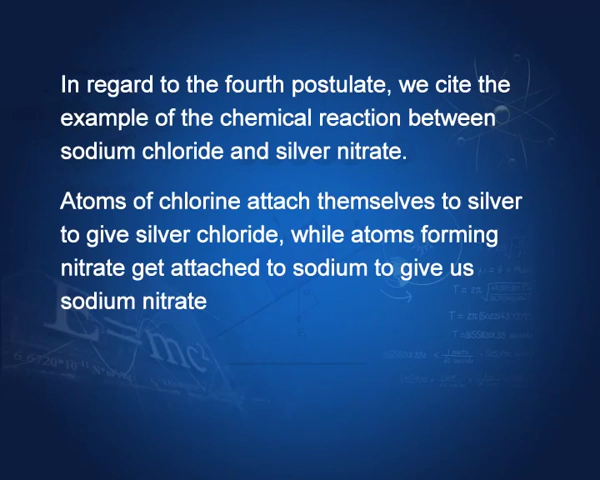 In regard to the fourth postulate, we cite the
example of the chemical reaction between
sodium chloride and silver nitrate.
Atoms of chlorine attach themselves to silver
to give silver chloride, while atoms forming
nitrate get attached to sodium to give us
sodium nitrate
E=mc²